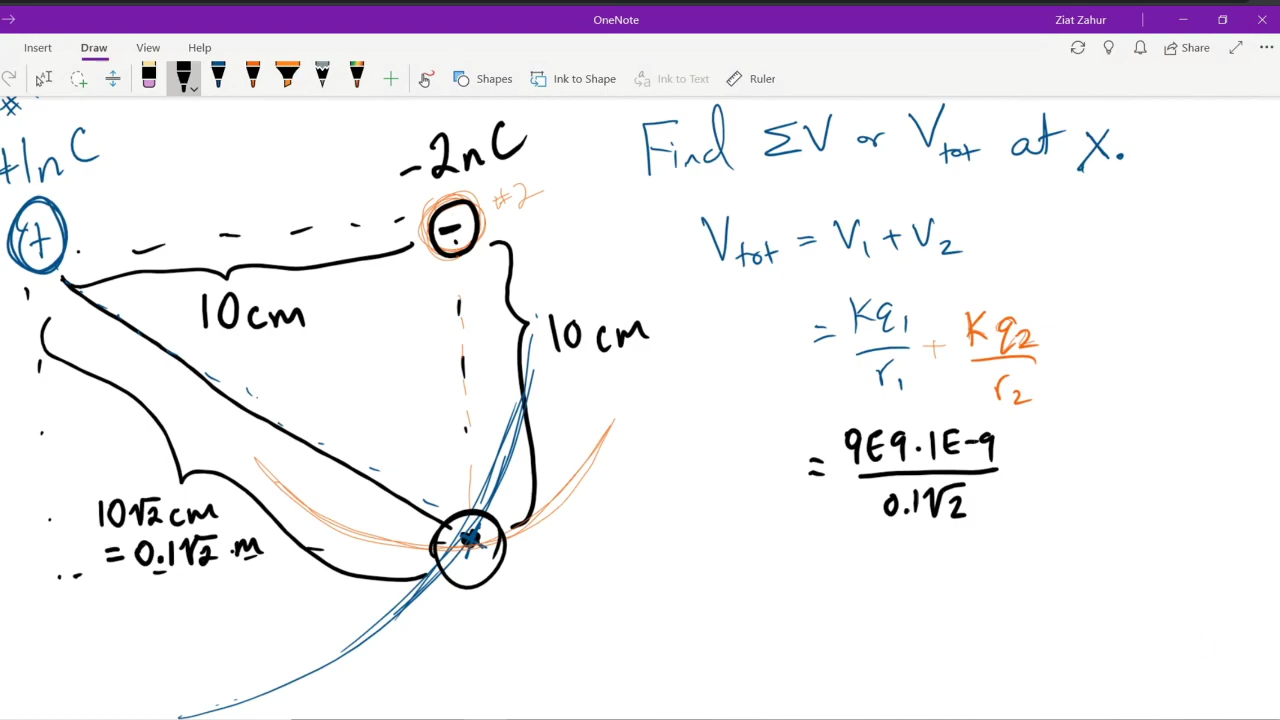 OneNote
Ziat Zahur
Insert Draw View Help
Share
Shapes
Ink to Shape
Ink to Text
Ruler
#1
+1nC
-2nC
+
-
#2
10cm
10 cm
10√2 cm
= 0.1√2 · m
x
Find ΣV or Vtot at x.
Vtot = V1 + V2
= Kq1/r1 + Kq2/r2
= 9E9·1E-9/0.1√2